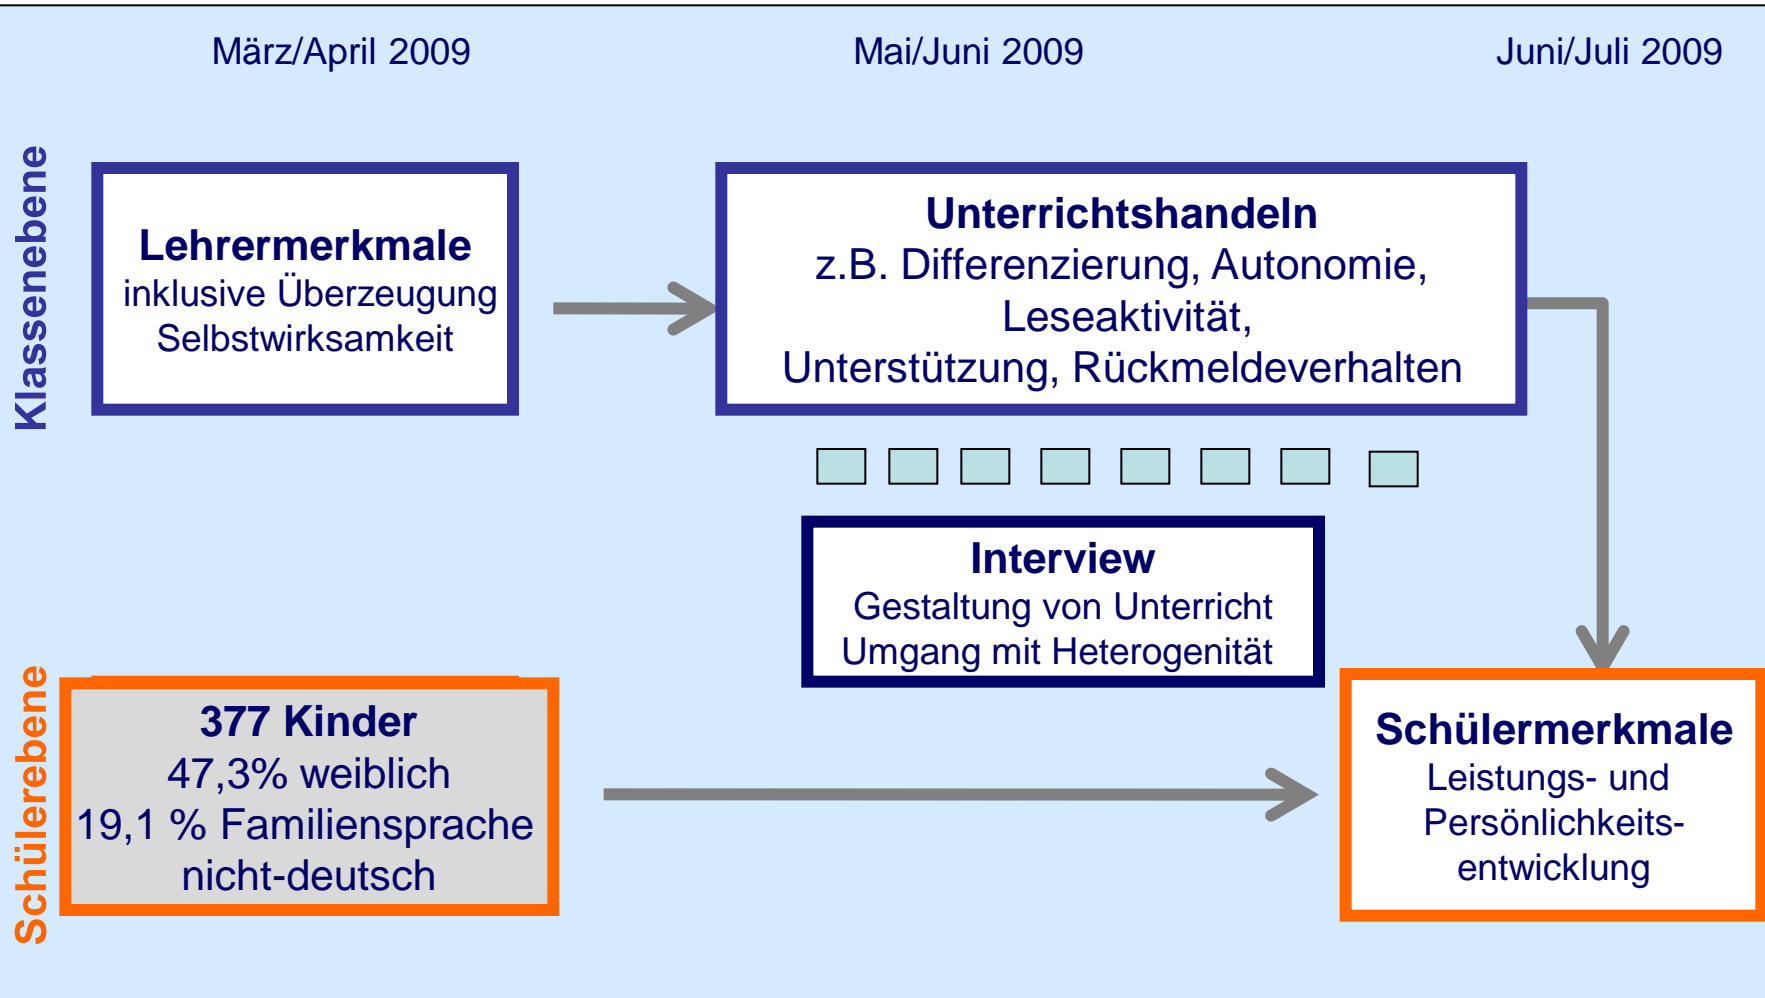 März/April 2009
Mai/Juni 2009
Juni/Juli 2009
Klassenebene
Lehrermerkmale
inklusive Überzeugung
Selbstwirksamkeit
Unterrichtshandeln
z.B. Differenzierung, Autonomie,
Leseaktivität,
Unterstützung, Rückmeldeverhalten
Interview
Gestaltung von Unterricht
Umgang mit Heterogenität
Schülerebene
377 Kinder
47,3% weiblich
19,1 % Familiensprache
nicht-deutsch
Schülermerkmale
Leistungs- und
Persönlichkeits-
entwicklung